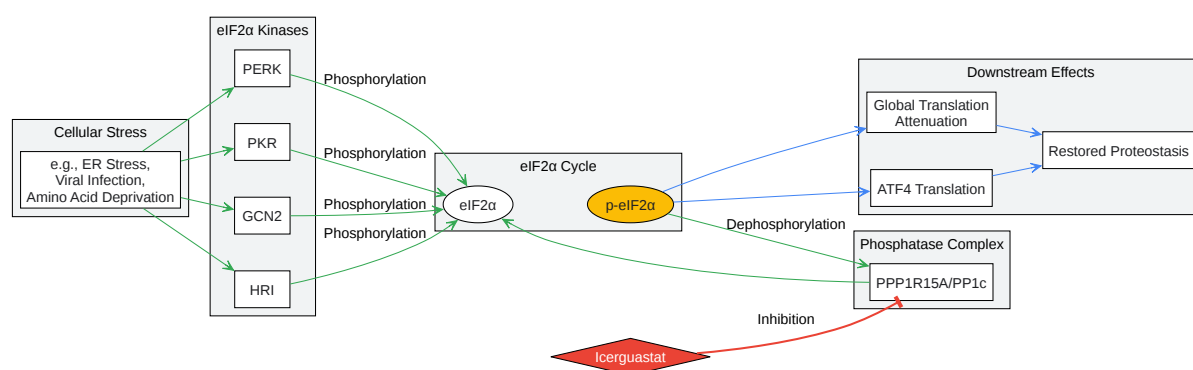 eIF2α Kinases
PERK
PKR
GCN2
HRI
Cellular Stress
e.g., ER Stress,
Viral Infection,
Amino Acid Deprivation
Phosphorylation
Phosphorylation
Phosphorylation
Phosphorylation
eIF2α Cycle
eIF2α
p-eIF2α
Downstream Effects
Global Translation
Attenuation
ATF4 Translation
Restored Proteostasis
Dephosphorylation
Phosphatase Complex
PPP1R15A/PP1c
Inhibition
Icerguastat